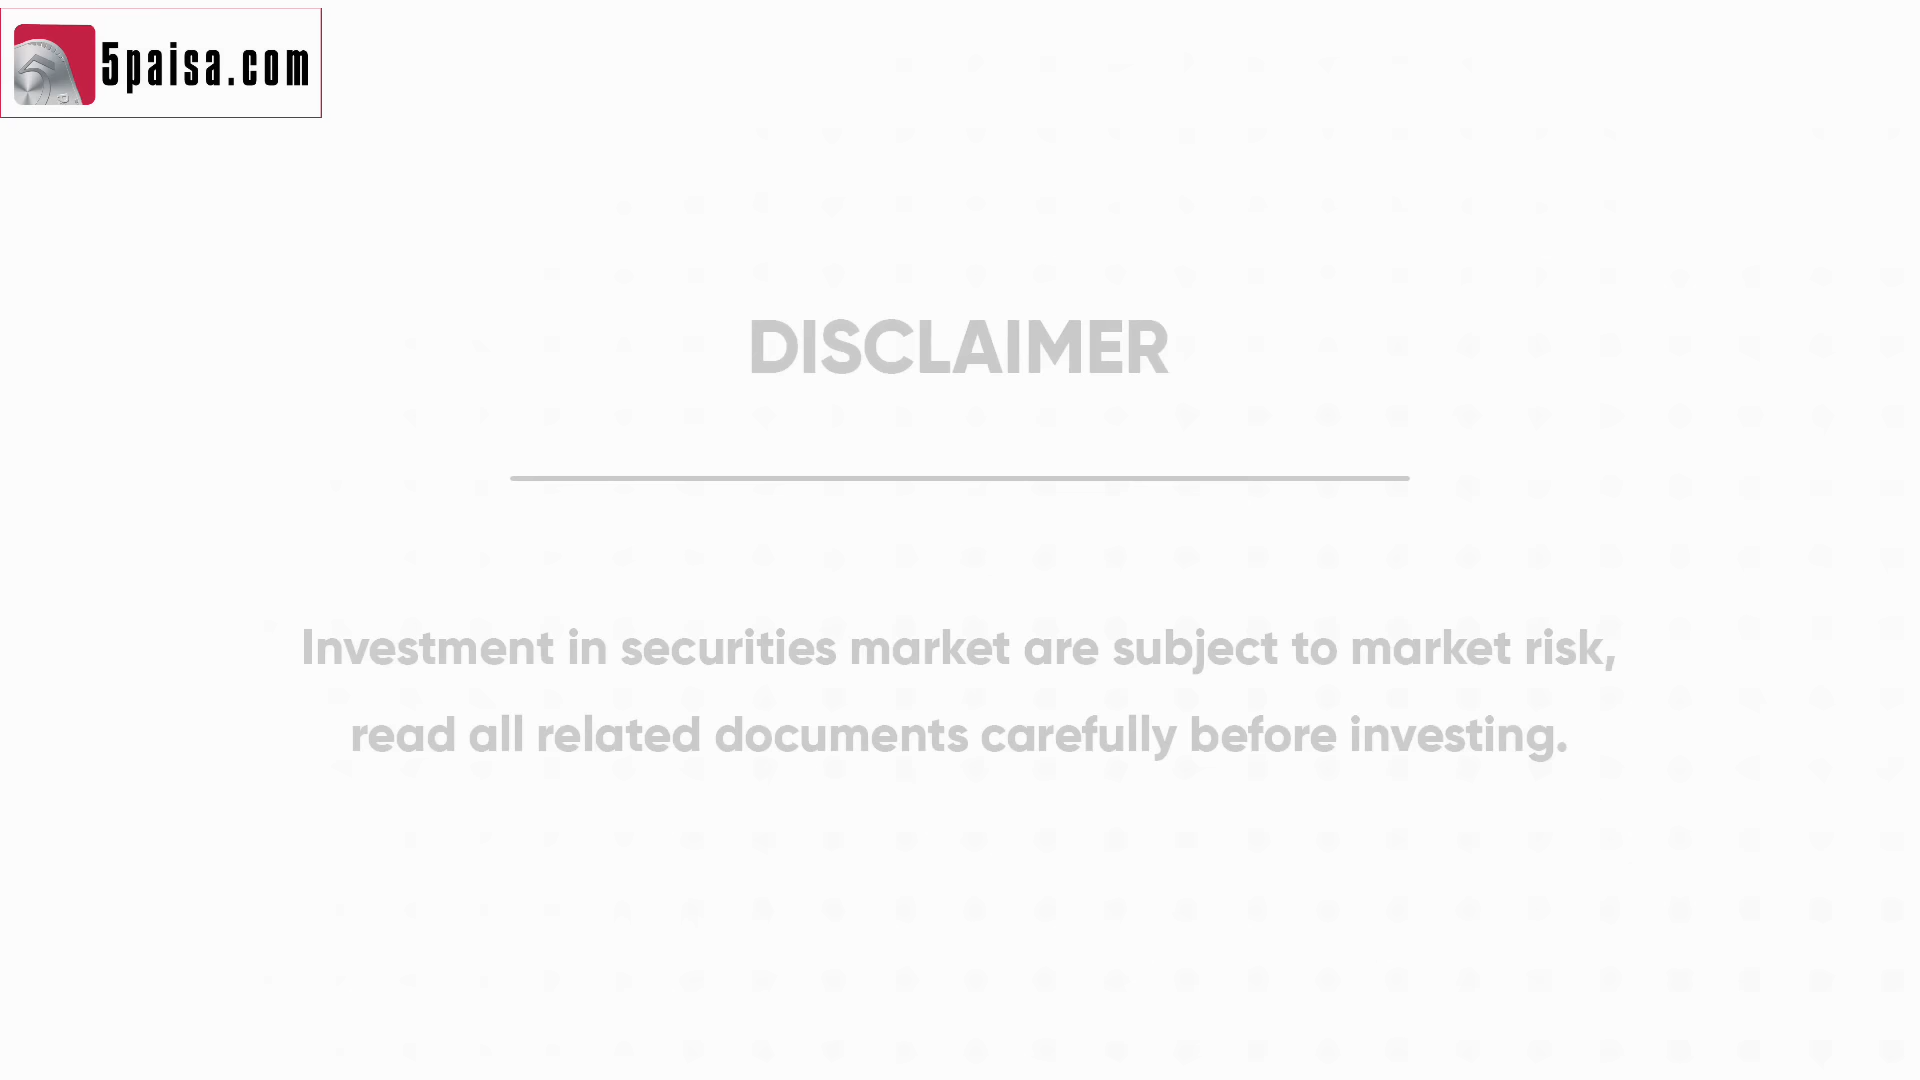 5paisa.com
DISCLAIMER
Investment in securities market are subject to market risk,
read all related documents carefully before investing.